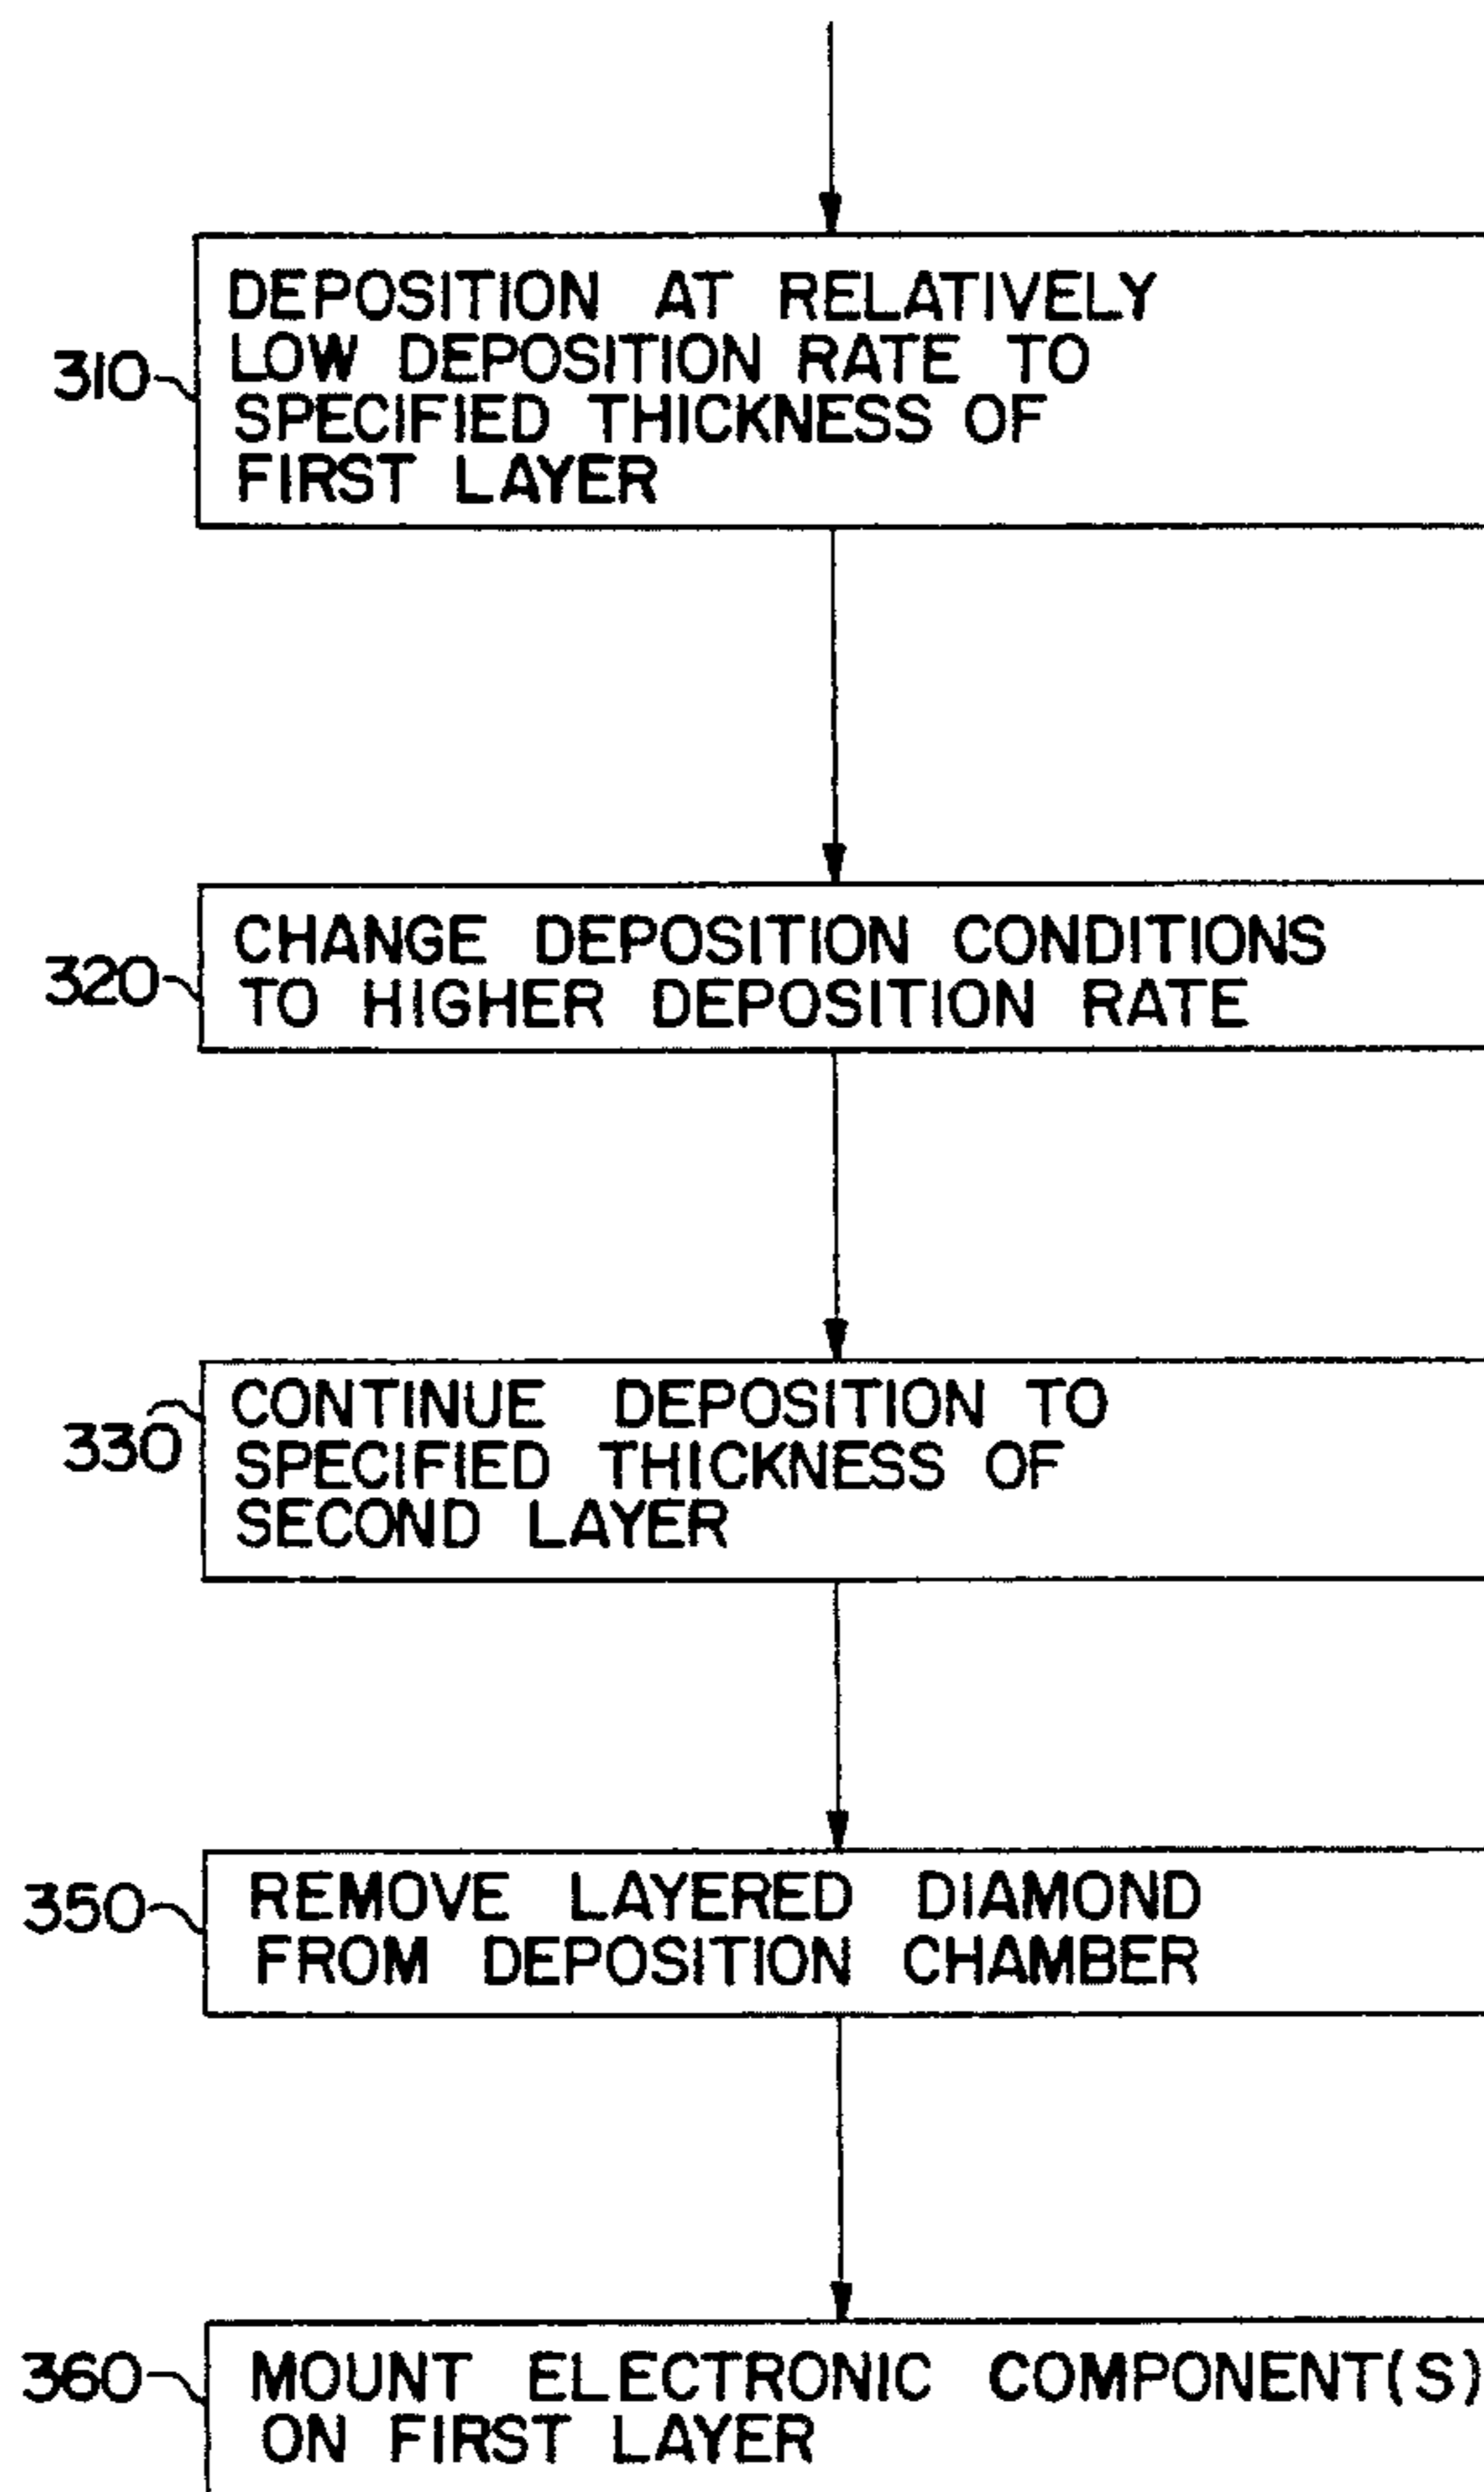 310
DEPOSITION AT RELATIVELY
LOW DEPOSITION RATE TO
SPECIFIED THICKNESS OF
FIRST LAYER
320
CHANGE DEPOSITION CONDITIONS
TO HIGHER DEPOSITION RATE
330
CONTINUE DEPOSITION TO
SPECIFIED THICKNESS OF
SECOND LAYER
350
REMOVE LAYERED DIAMOND
FROM DEPOSITION CHAMBER
360
MOUNT ELECTRONIC COMPONENT(S)
ON FIRST LAYER